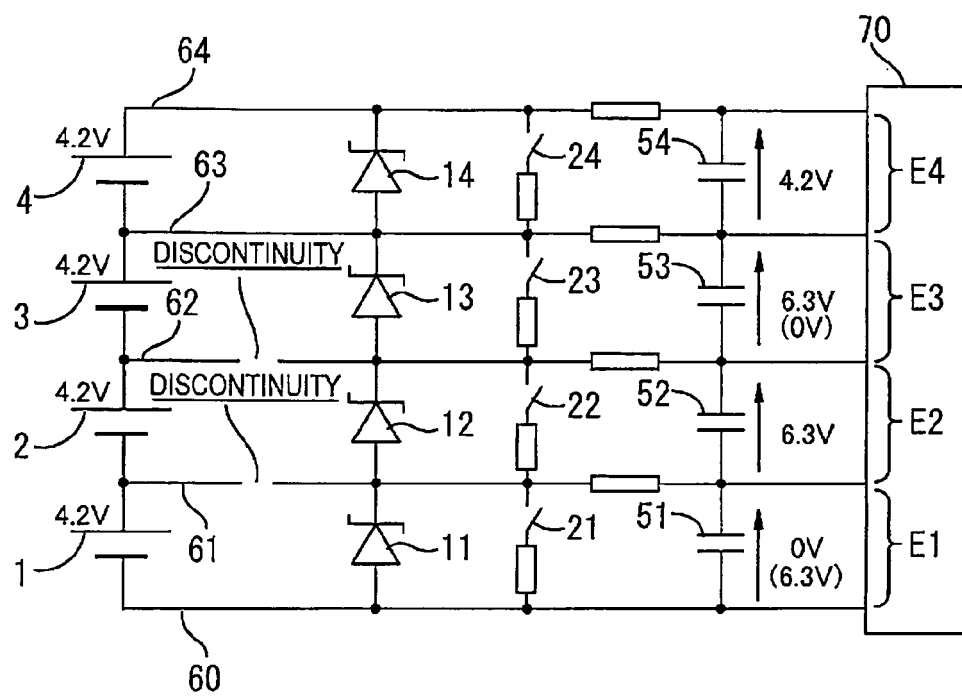 70
64
4.2V
63
24
54
4
14
4.2V
E4
DISCONTINUITY
4.2V
62
23
53
3
13
6.3V
(0V)
E3
DISCONTINUITY
4.2V
22
52
2
12
6.3V
E2
4.2V
61
21
51
1
11
0V
(6.3V)
E1
60